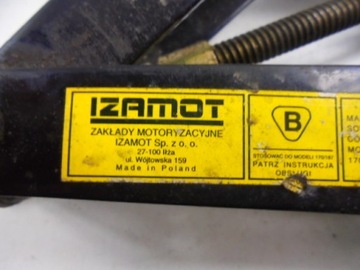 IZAMOT
ZAKŁADY MOTORYZACYJNE
IZAMOT Sp. z o. o.
27-100 Iłża
ul. Wójtowska 159
Made in Poland
B
STOSOWAĆ DO MODELI
PATRZ INSTRUKCJA
OBSŁUGI